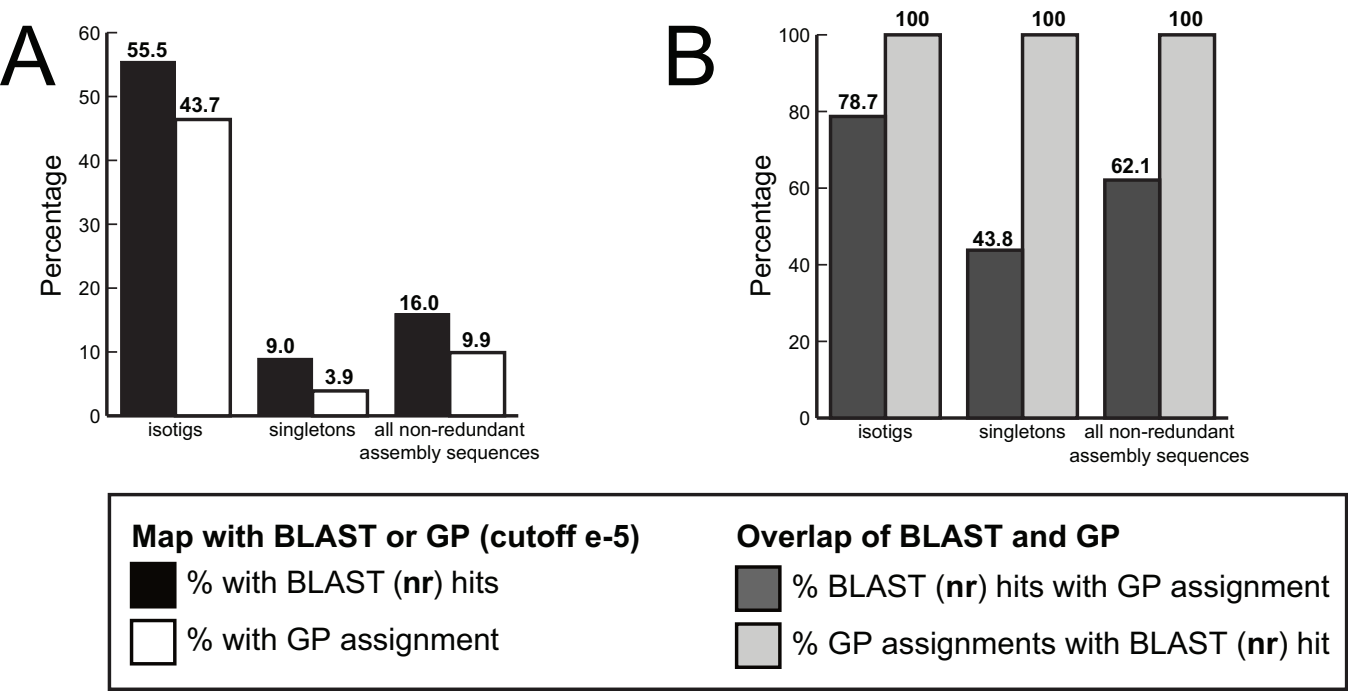 A
Percentage
60
50
40
30
20
10
0
55.5
43.7
9.0
3.9
16.0
9.9
isotigs
singletons
all non-redundant
assembly sequences
B
Percentage
100
80
60
40
20
0
78.7
100
43.8
100
62.1
100
isotigs
singletons
all non-redundant
assembly sequences
Map with BLAST or GP (cutoff e-5)
% with BLAST (nr) hits
% with GP assignment
Overlap of BLAST and GP
% BLAST (nr) hits with GP assignment
% GP assignments with BLAST (nr) hit